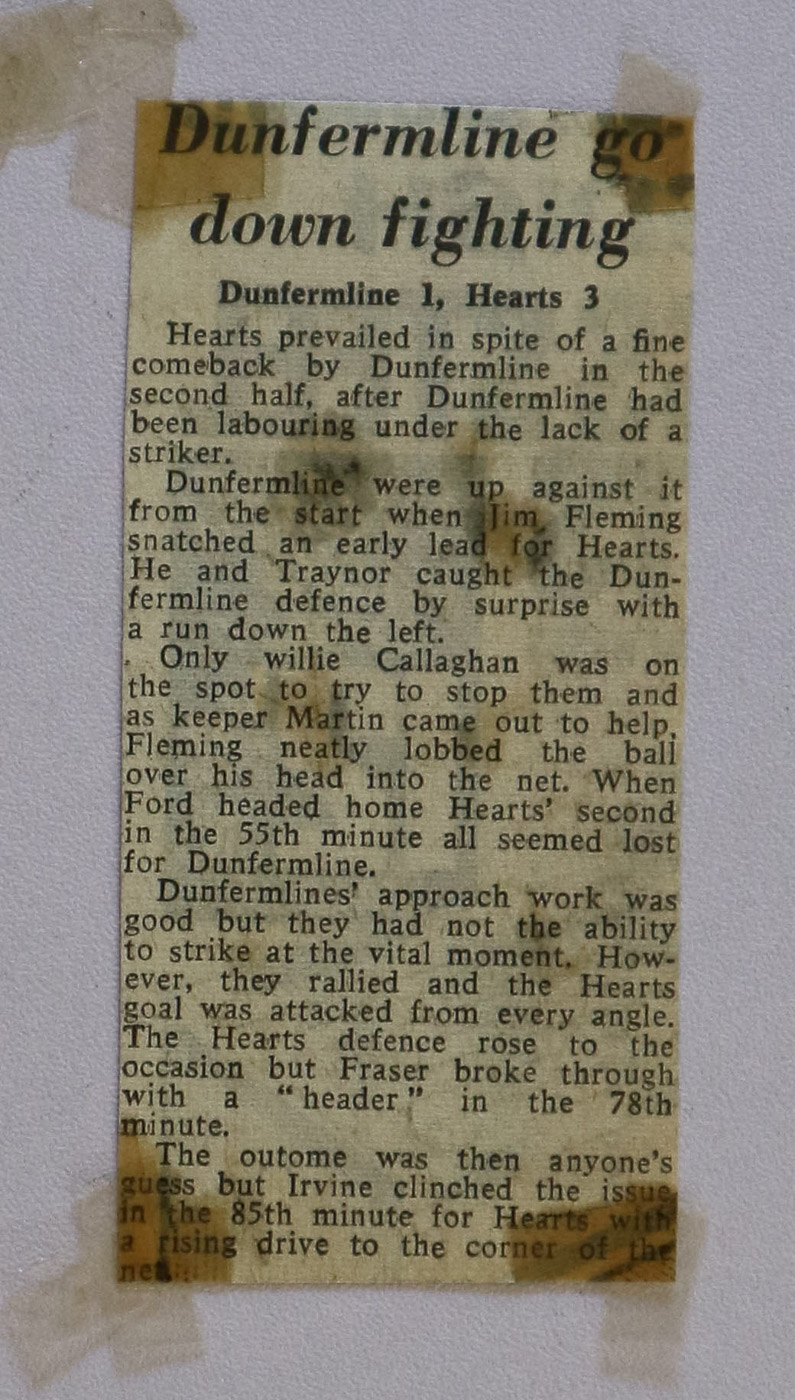 Dunfermline go
down fighting
Dunfermline 1, Hearts 3
Hearts prevailed in spite of a fine
comeback by Dunfermline in the
second half, after Dunfermline had
been labouring under the lack of a
striker.
Dunfermline were up against it
from the start when Jim Fleming
snatched an early lead for Hearts.
He and Traynor caught the Dun-
fermline defence by surprise with
a run down the left.
Only willie Callaghan was on
the spot to try to stop them and
as keeper Martin came out to help,
Fleming neatly lobbed the ball
over his head into the net. When
Ford headed home Hearts' second
in the 55th minute all seemed lost
for Dunfermline.
Dunfermlines' approach work was
good but they had not the ability
to strike at the vital moment. How-
ever, they rallied and the Hearts
goal was attacked from every angle.
The Hearts defence rose to the
occasion but Fraser broke through
with a "header" in the 78th
minute.
The outome was then anyone's
guess but Irvine clinched the issue
in the 85th minute for Hearts with
a rising drive to the corner of the
net.